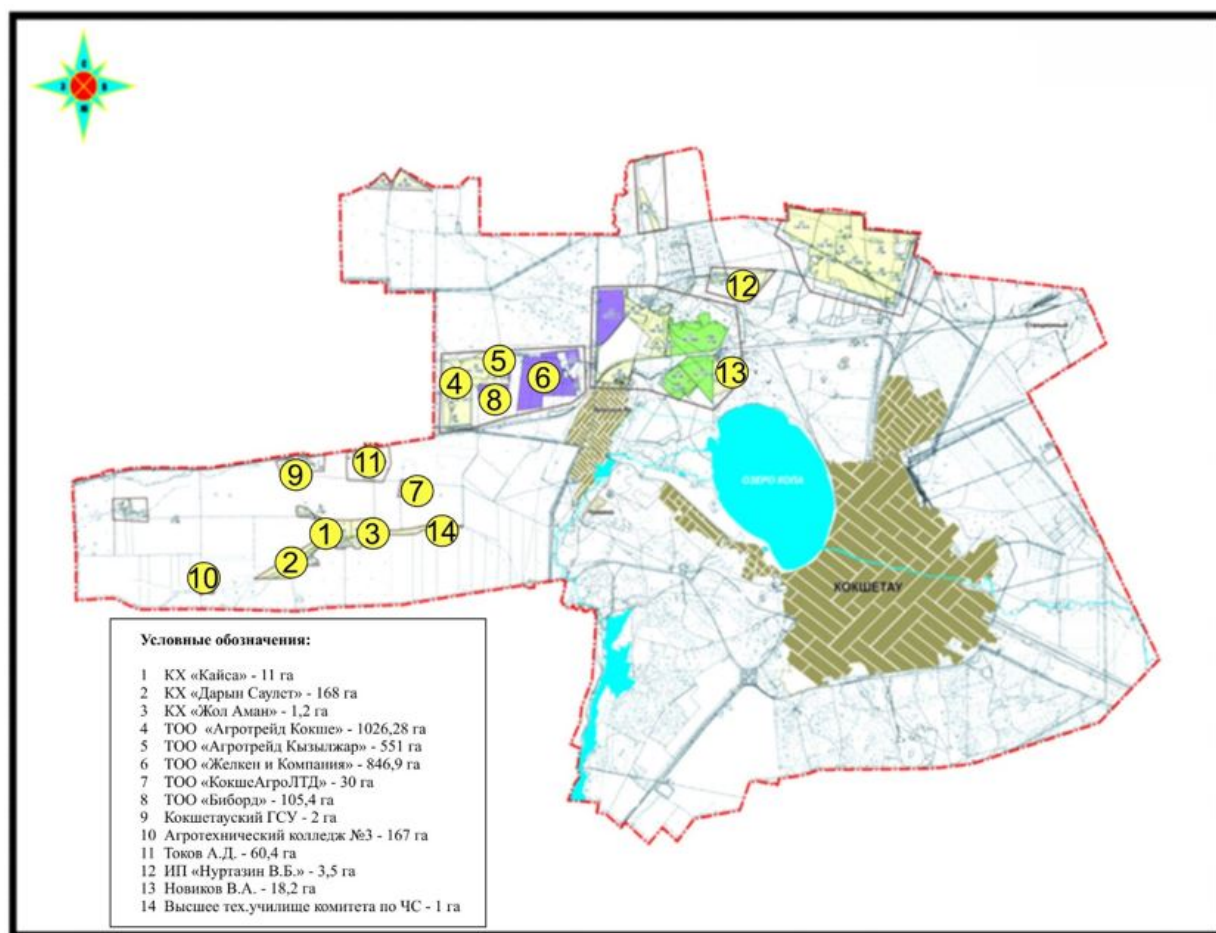 12
5
6
4
13
8
11
9
7
ОЗЕРО КОПА
14
1
3
2
10
КОКШЕТАУ
Условные обозначения:
1 КХ «Кайса» - 11 га
2 КХ «Дарын Саулет» - 168 га
3 КХ «Жол Аман» - 1,2 га
4 ТОО «Агротрейд Кокше» - 1026,28 га
5 ТОО «Агротрейд Кызылжар» - 551 га
6 ТОО «Желкен и Компания» - 846,9 га
7 ТОО «КокшеАгроЛТД» - 30 га
8 ТОО «Биборд» - 105,4 га
9 Кокшетауский ГСУ - 2 га
10 Агротехнический колледж №3 - 167 га
11 Токов А.Д. - 60,4 га
12 ИП «Нуртазин В.Б.» - 3,5 га
13 Новиков В.А. - 18,2 га
14 Высшее тех.училище комитета по ЧС - 1 га